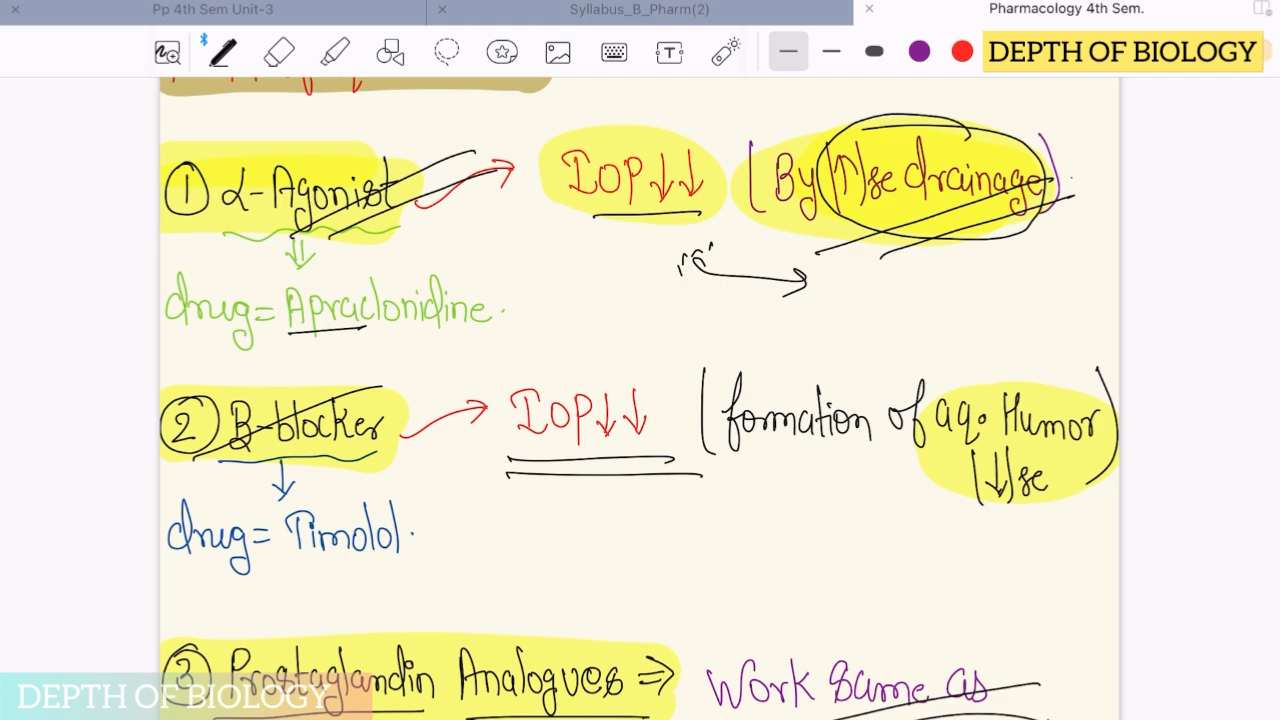 Pp 4th Sem Unit-3
Syllabus_B_Pharm(2)
Pharmacology 4th Sem.
DEPTH OF BIOLOGY
① α-Agonist → IOP↓↓ (By (↑)se drainage)
drug = Apraclonidine.
② B-blocker → IOP↓↓ (formation of aq. Humor
(↓)se)
drug = Timolol.
③ Prostaglandin Analogues ⇒ Work same as
DEPTH OF BIOLOGY